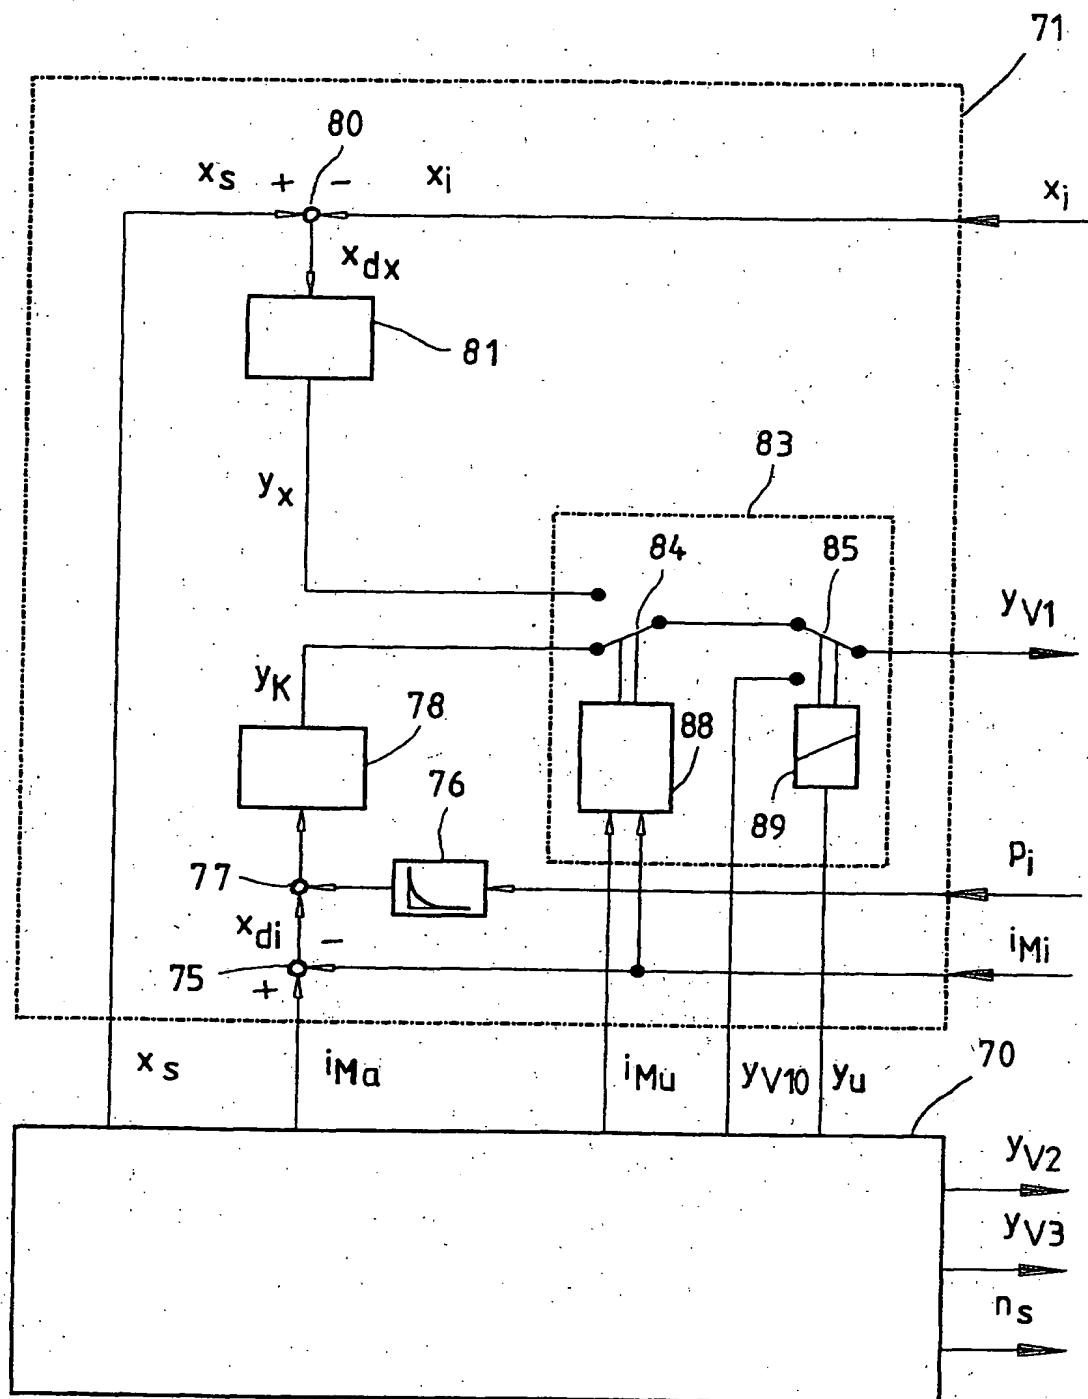 71
80
xs + - xi xi
xdx
81
83
yx
84 85
yV1
yK
78
88
76
89
77
pi
xdi -
iMi
75 +
xs iMa iMu yV10 yu 70
yV2
yV3
ns